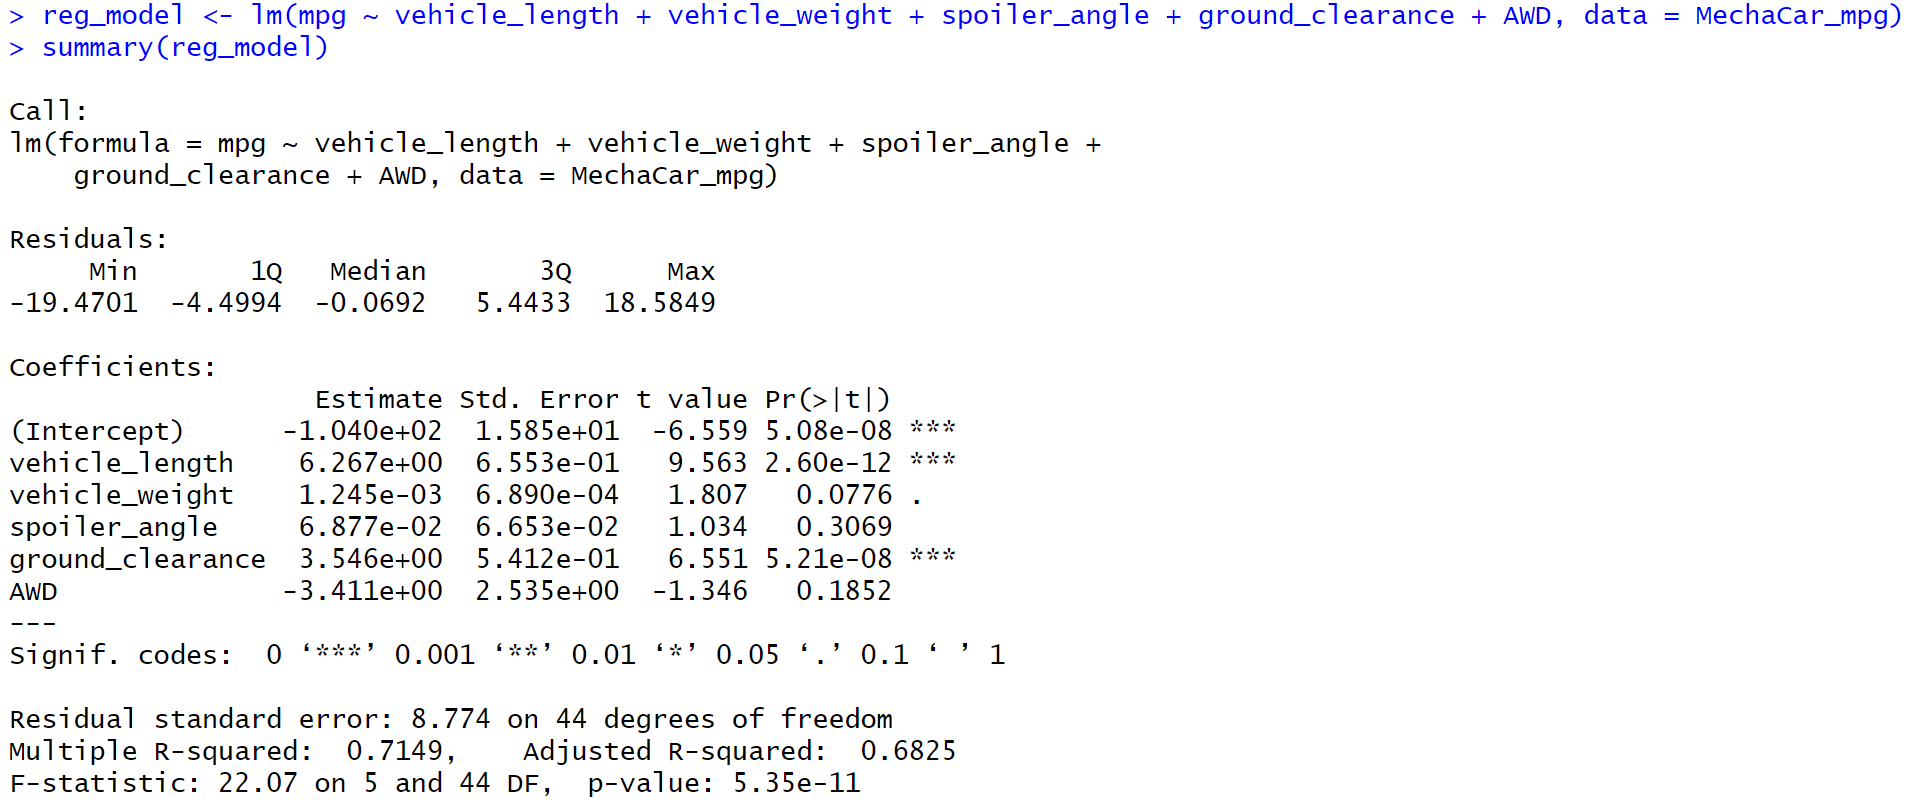 > reg_model <- lm(mpg ~ vehicle_length + vehicle_weight + spoiler_angle + ground_clearance + AWD, data = MechaCar_mpg)
> summary(reg_model)

Call:
lm(formula = mpg ~ vehicle_length + vehicle_weight + spoiler_angle +
    ground_clearance + AWD, data = MechaCar_mpg)

Residuals:
     Min       1Q   Median       3Q      Max
-19.4701  -4.4994  -0.0692   5.4433  18.5849

Coefficients:
                   Estimate Std. Error t value Pr(>|t|)
(Intercept)      -1.040e+02  1.585e+01  -6.559 5.08e-08 ***
vehicle_length    6.267e+00  6.553e-01   9.563 2.60e-12 ***
vehicle_weight    1.245e-03  6.890e-04   1.807   0.0776 .
spoiler_angle     6.877e-02  6.653e-02   1.034   0.3069
ground_clearance  3.546e+00  5.412e-01   6.551 5.21e-08 ***
AWD              -3.411e+00  2.535e+00  -1.346   0.1852
---
Signif. codes:  0 ‘***’ 0.001 ‘**’ 0.01 ‘*’ 0.05 ‘.’ 0.1 ‘ ’ 1

Residual standard error: 8.774 on 44 degrees of freedom
Multiple R-squared:  0.7149,    Adjusted R-squared:  0.6825
F-statistic: 22.07 on 5 and 44 DF,  p-value: 5.35e-11